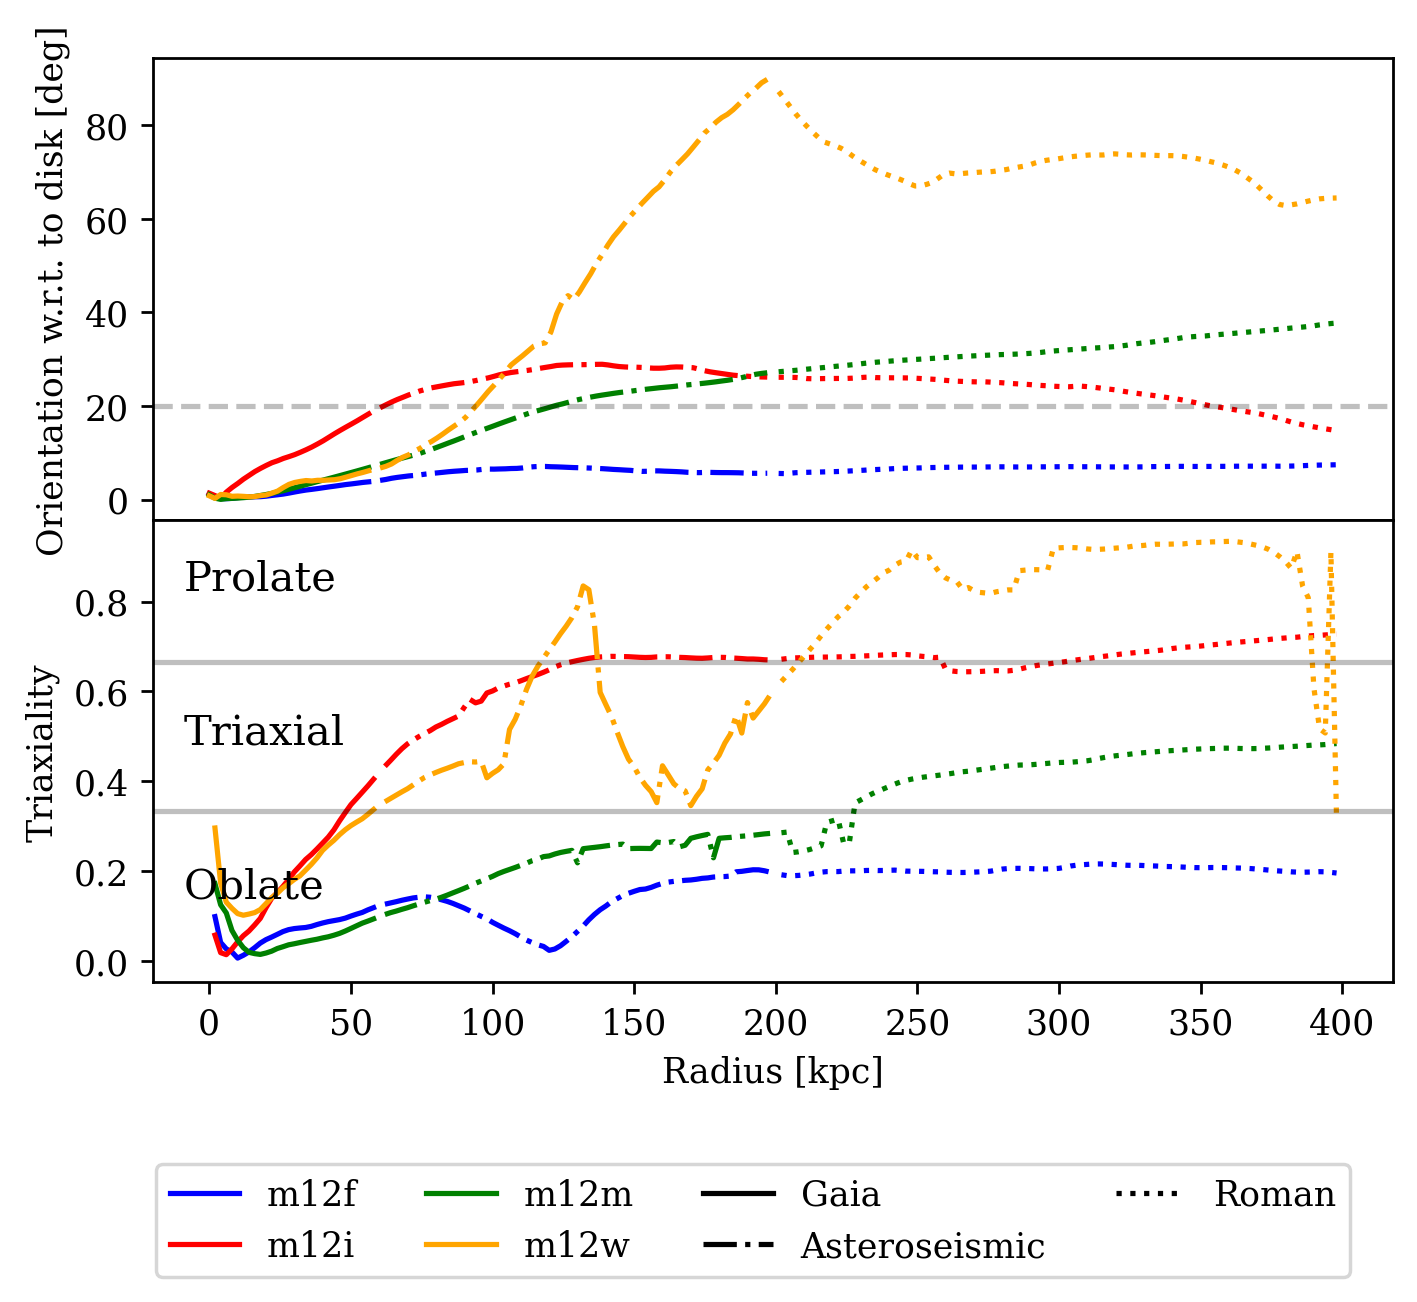 Orientation w.r.t. to disk [deg]
80
60
40
20
0
Triaxiality
Prolate
Triaxial
Oblate
0.8
0.6
0.4
0.2
0.0
0 50 100 150 200 250 300 350 400
Radius [kpc]
m12f m12m Gaia Roman
m12i m12w Asteroseismic